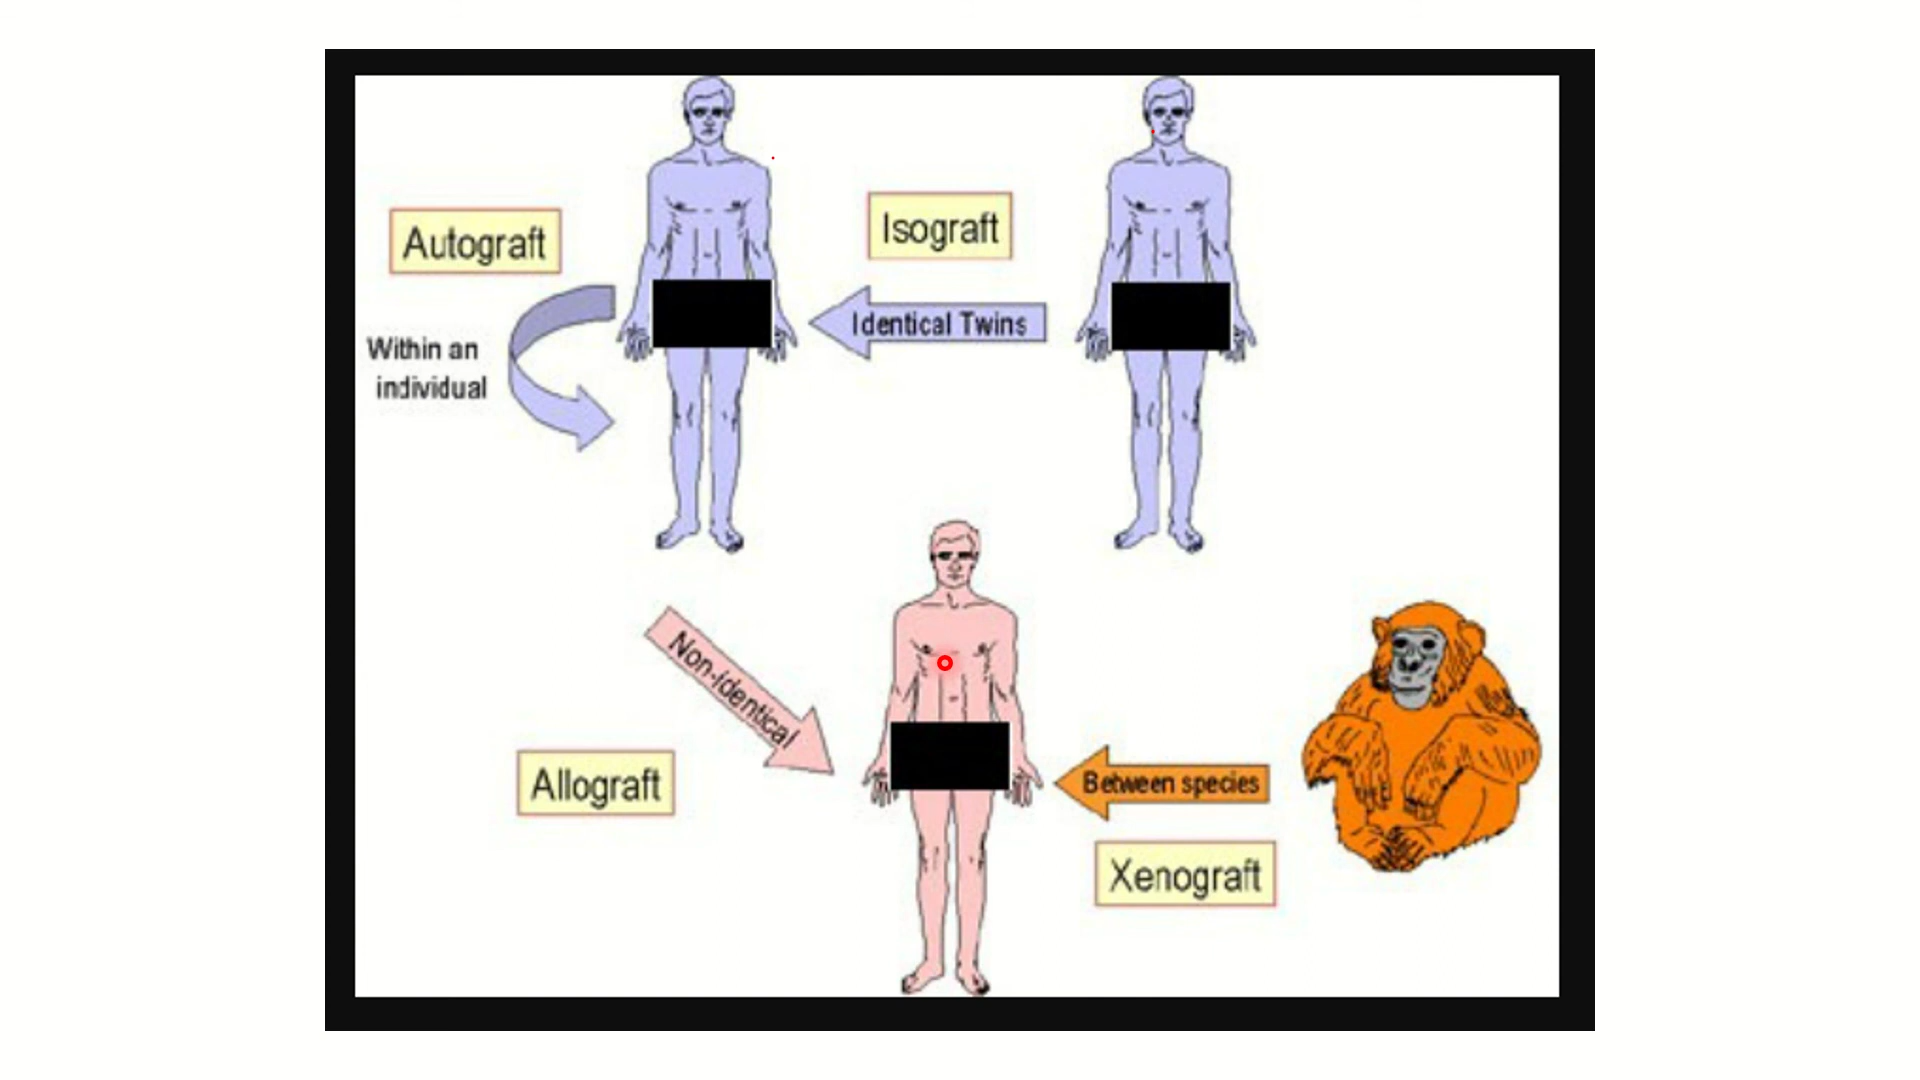 Autograft
Within an
individual
Isograft
Identical Twins
Non-identical
Allograft
Between species
Xenograft